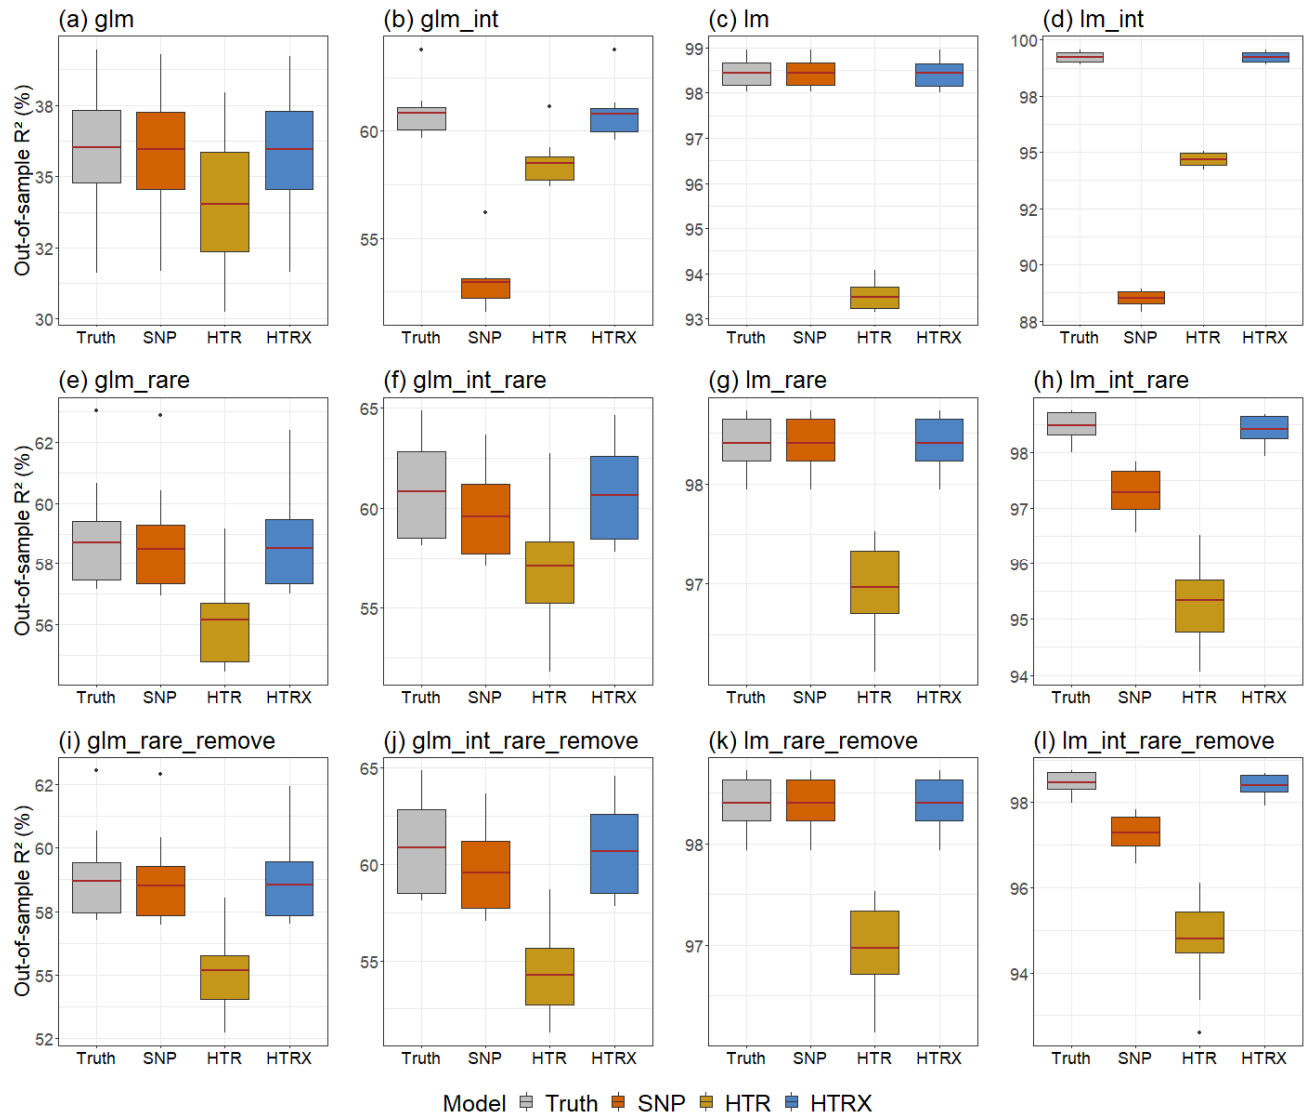 (a) glm
(b) glm_int
(c) lm
(d) lm_int
Out-of-sample R² (%)
38
35
32
30
Truth SNP HTR HTRX
60
55
Truth SNP HTR HTRX
99
98
97
96
95
94
93
Truth SNP HTR HTRX
100
98
95
92
90
88
Truth SNP HTR HTRX
(e) glm_rare
(f) glm_int_rare
(g) lm_rare
(h) lm_int_rare
Out-of-sample R² (%)
62
60
58
56
Truth SNP HTR HTRX
65
60
55
Truth SNP HTR HTRX
98
97
Truth SNP HTR HTRX
98
97
96
95
94
Truth SNP HTR HTRX
(i) glm_rare_remove
(j) glm_int_rare_remove
(k) lm_rare_remove
(l) lm_int_rare_remove
Out-of-sample R² (%)
62
60
58
55
52
Truth SNP HTR HTRX
65
60
55
Truth SNP HTR HTRX
98
97
Truth SNP HTR HTRX
98
96
94
Truth SNP HTR HTRX
Model Truth SNP HTR HTRX